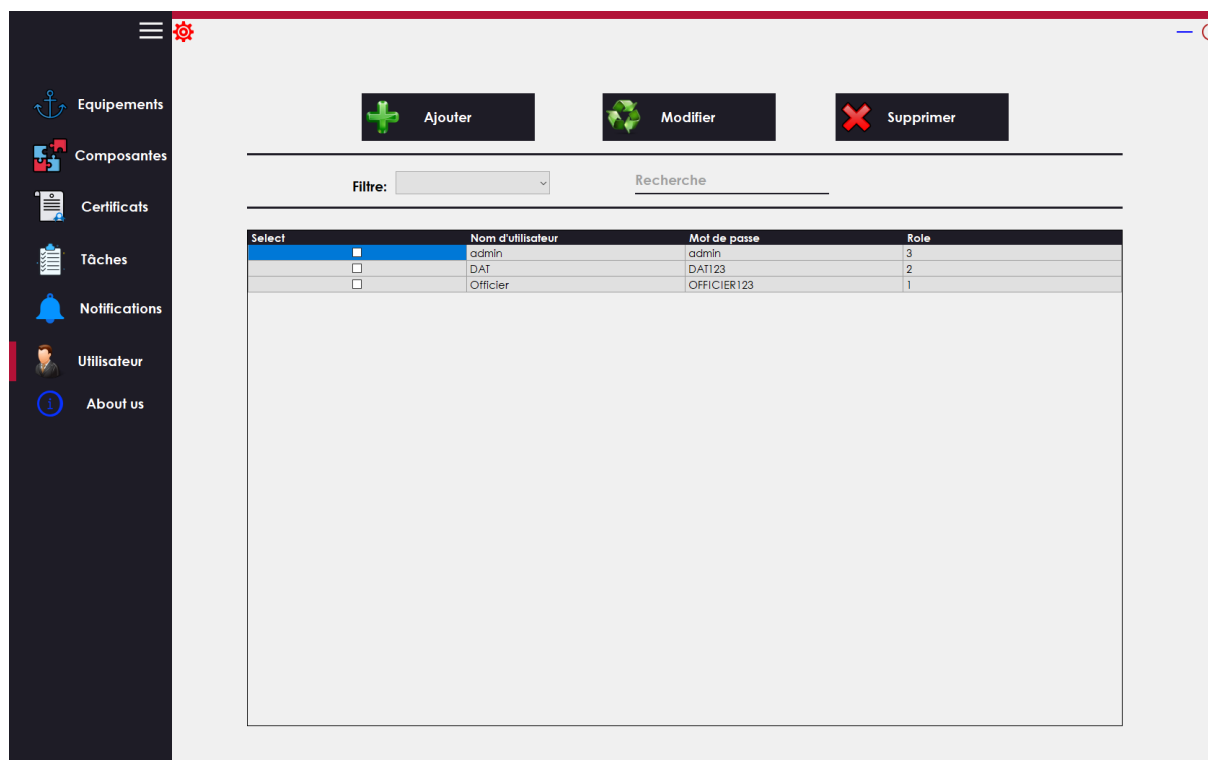 Equipements
Composantes
Certificats
Tâches
Notifications
Utilisateur
About us
Ajouter Modifier Supprimer
Filtre: Recherche
Select Nom d'utilisateur Mot de passe Role
admin admin 3
DAT DAT123 2
Officier OFFICIER123 1